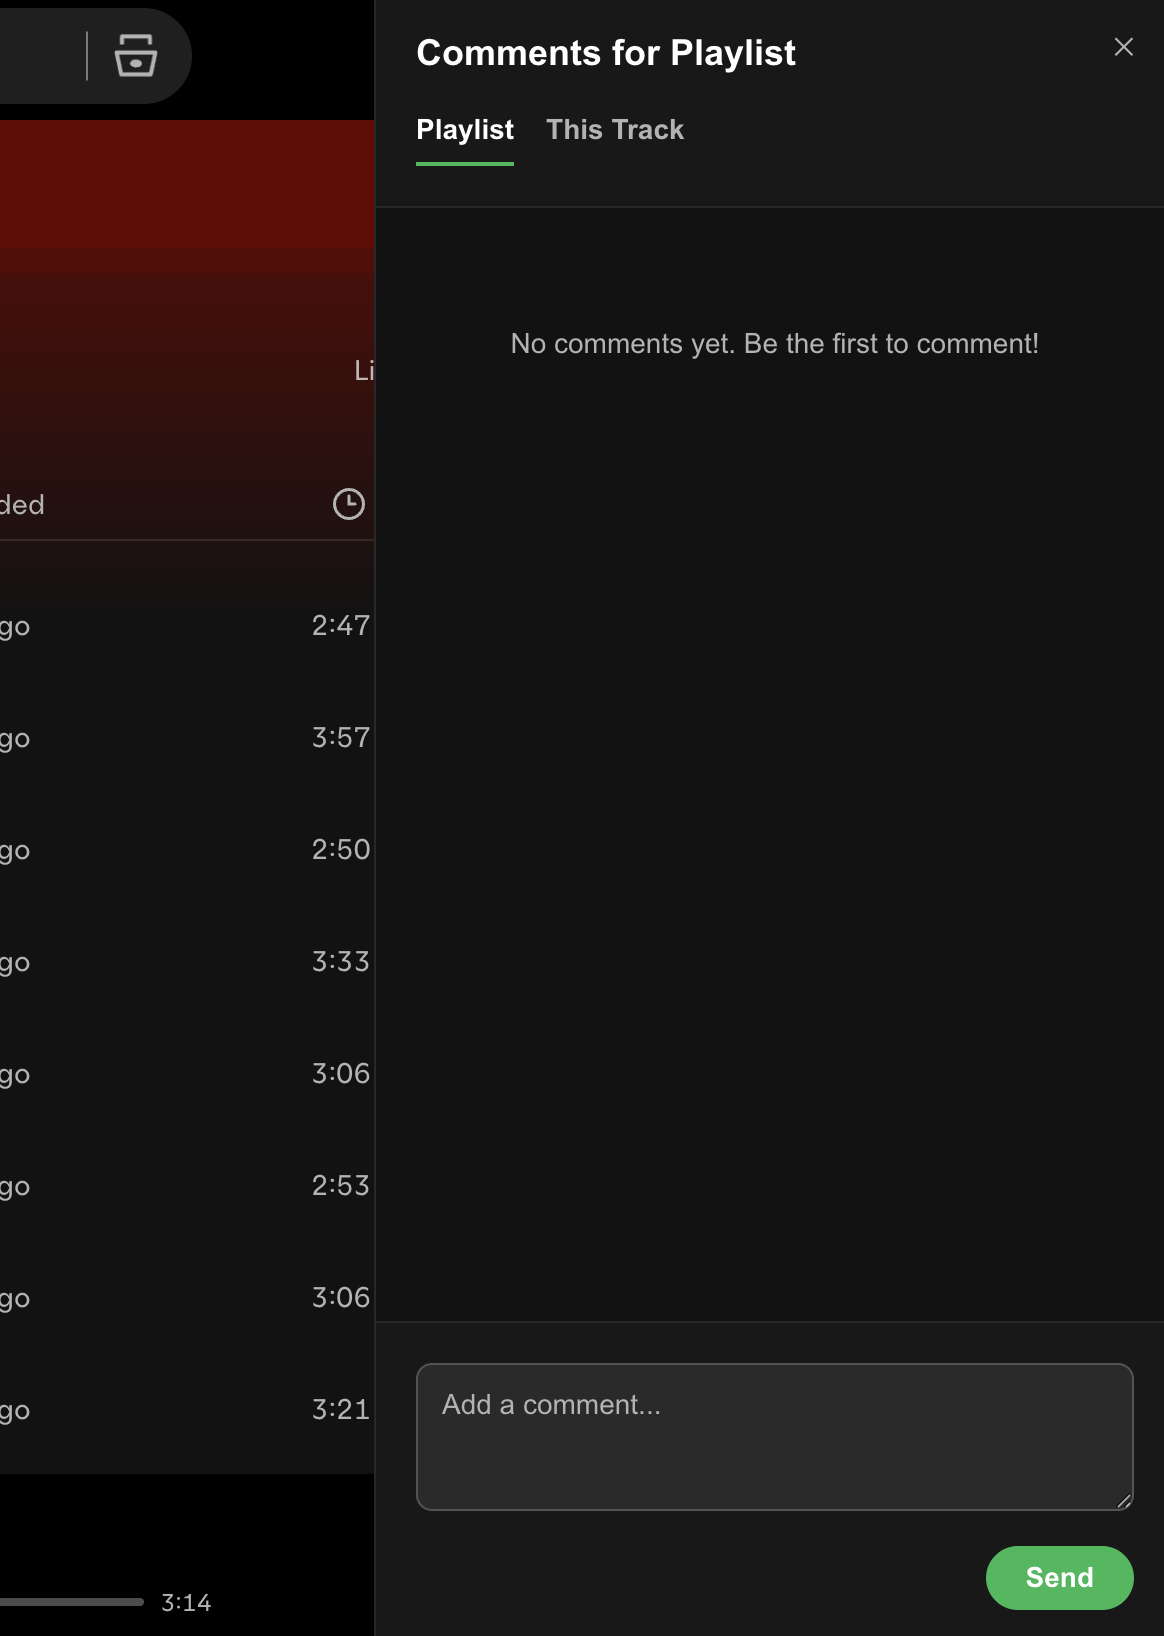 Comments for Playlist
Playlist This Track
No comments yet. Be the first to comment!
Li
ded
go 2:47
go 3:57
go 2:50
go 3:33
go 3:06
go 2:53
go 3:06
go 3:21
Add a comment...
Send
3:14